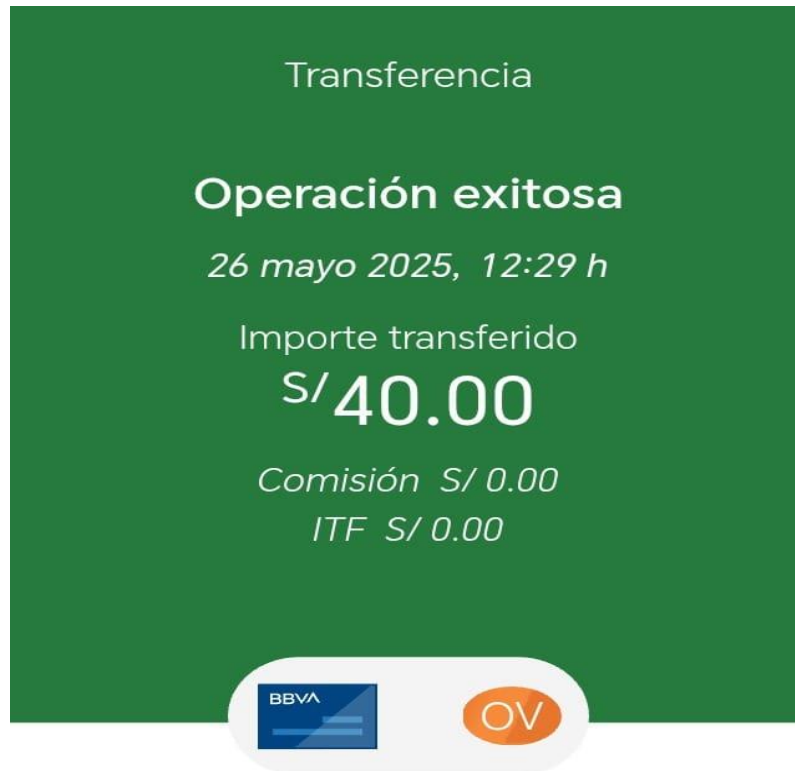 Transferencia
Operación exitosa
26 mayo 2025, 12:29 h
Importe transferido
S/40.00
Comisión S/ 0.00
ITF S/ 0.00
BBVA OV